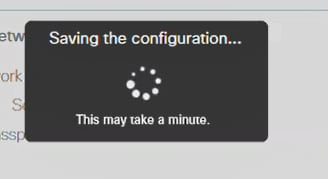 Saving the configuration...
This may take a minute.